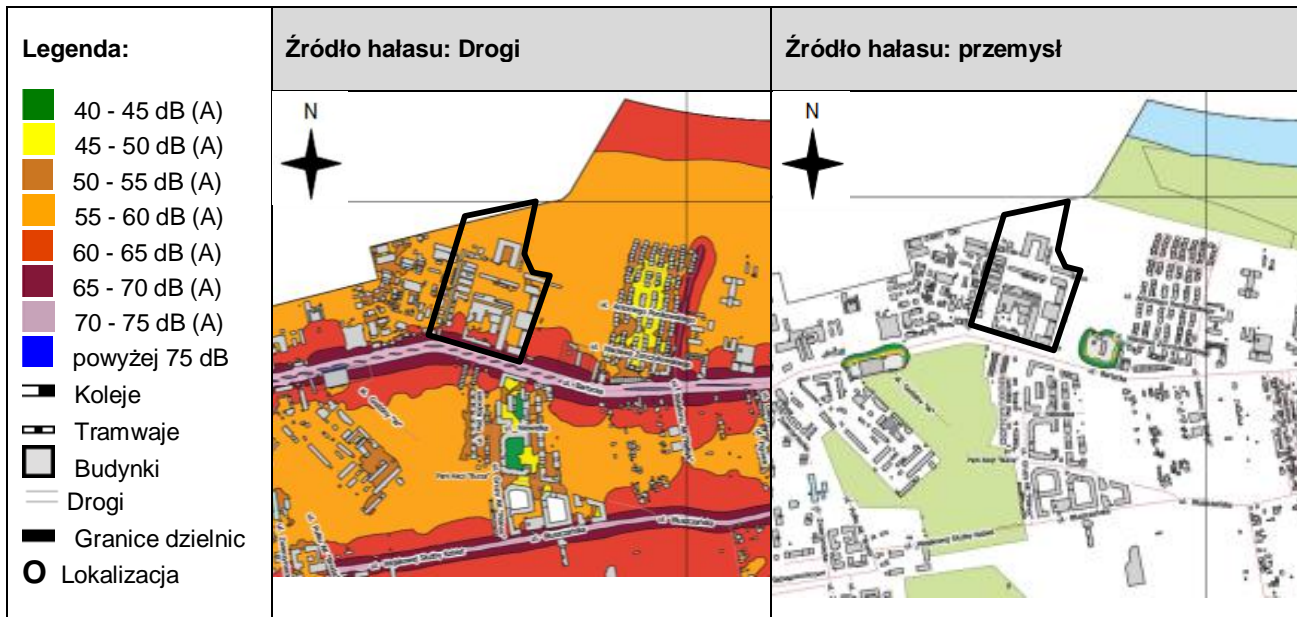 Legenda:
40 - 45 dB (A)
45 - 50 dB (A)
50 - 55 dB (A)
55 - 60 dB (A)
60 - 65 dB (A)
65 - 70 dB (A)
70 - 75 dB (A)
powyżej 75 dB
Koleje
Tramwaje
Budynki
Drogi
Granice dzielnic
O Lokalizacja
Źródło hałasu: Drogi
N
Źródło hałasu: przemysł
N